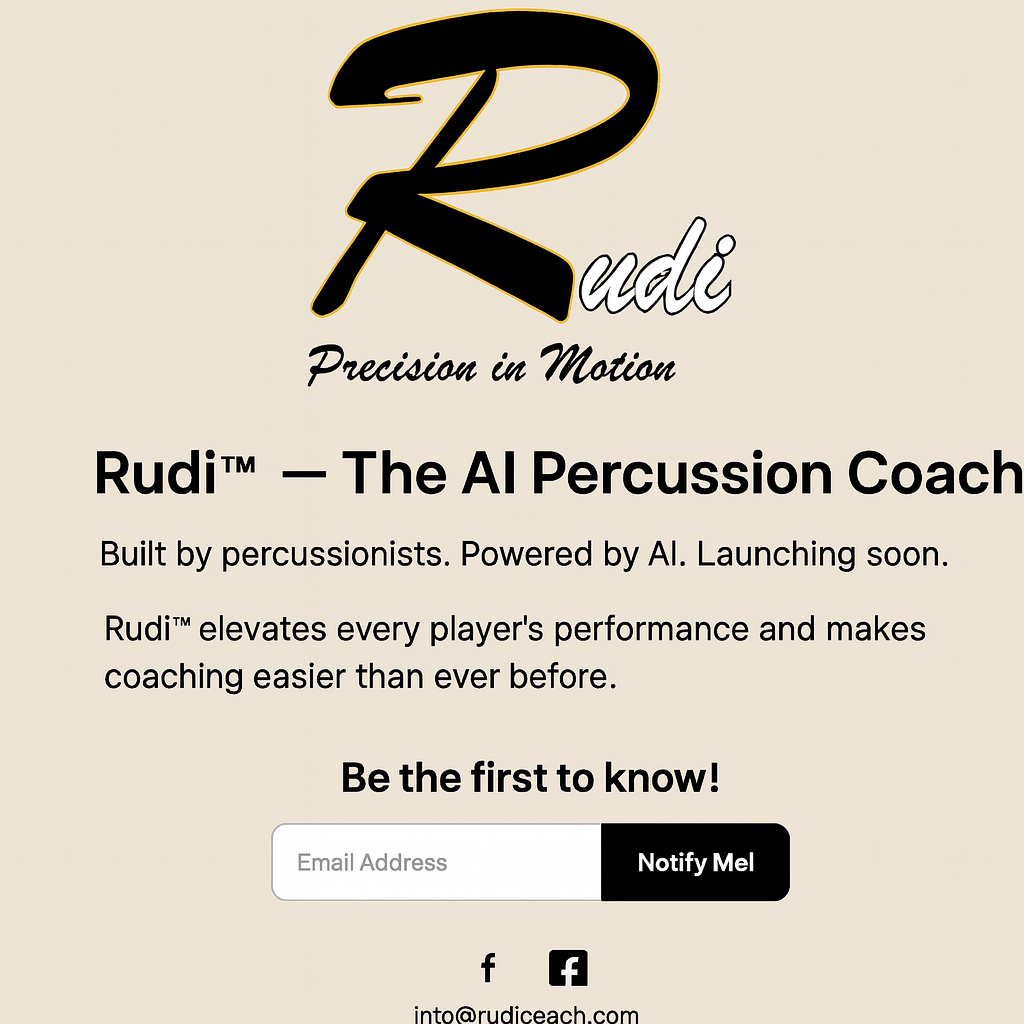 Rudi
Precision in Motion
Rudi™ — The AI Percussion Coach
Built by percussionists. Powered by AI. Launching soon.
Rudi™ elevates every player's performance and makes
coaching easier than ever before.
Be the first to know!
Email Address
Notify Mel
f f
into@rudiceach.com